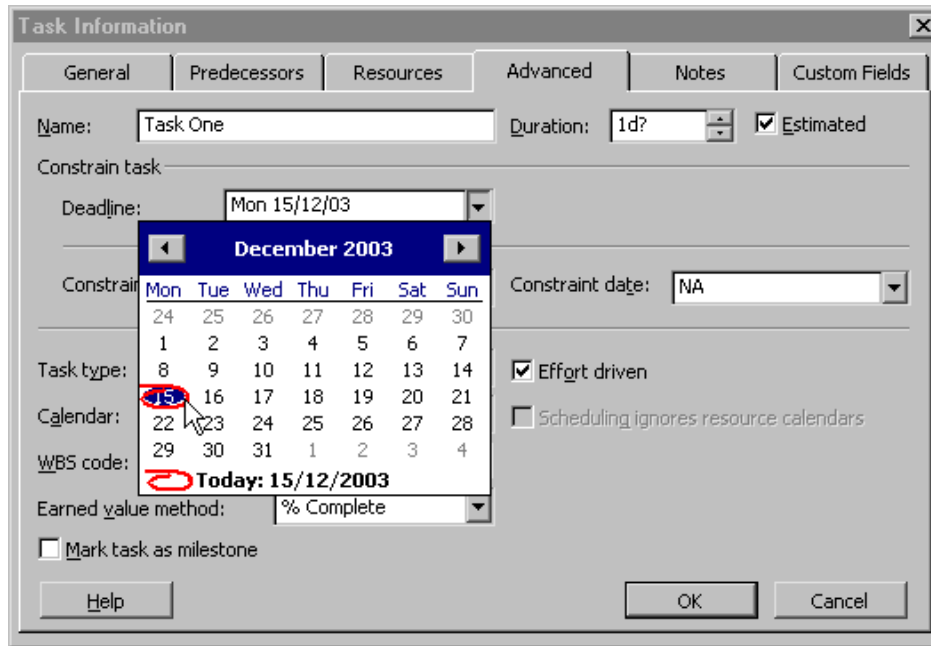 Task Information
General Predecessors Resources Advanced Notes Custom Fields
Name: Task One Duration: 1d? Estimated
Constrain task
Deadline: Mon 15/12/03
December 2003
Constrain Constraint date: NA
Mon Tue Wed Thu Fri Sat Sun
24 25 26 27 28 29 30
1 2 3 4 5 6 7
Task type: 8 9 10 11 12 13 14 Effort driven
15 16 17 18 19 20 21
Calendar: 22 23 24 25 26 27 28 Scheduling ignores resource calendars
29 30 31 1 2 3 4
WBS code:
Today: 15/12/2003
Earned value method: % Complete
Mark task as milestone
Help OK Cancel